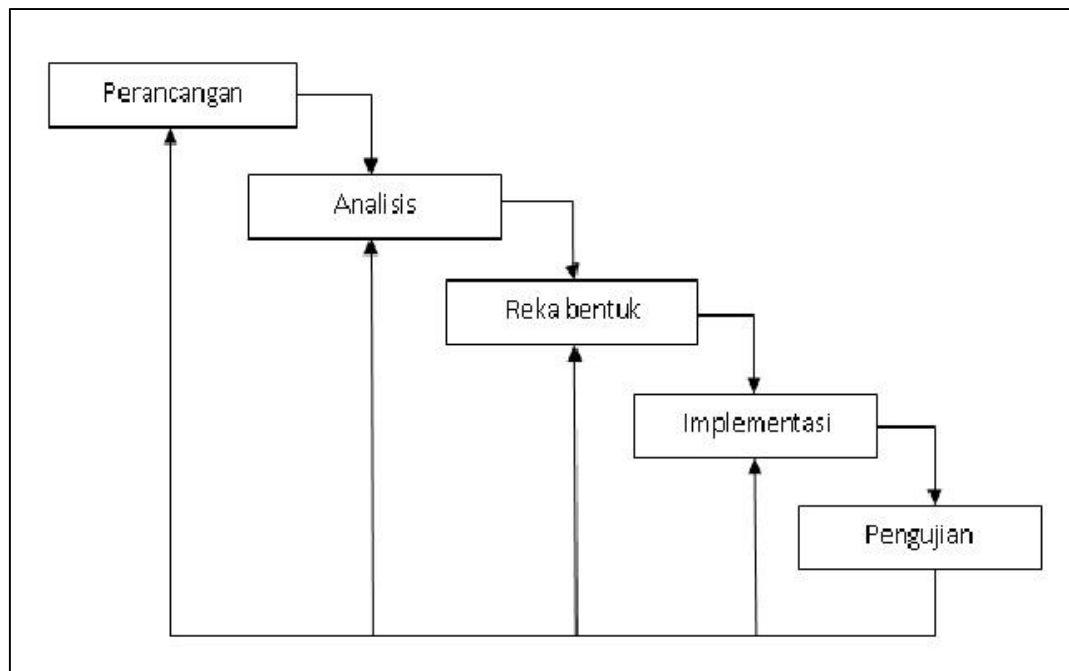 Perancangan
Analisis
Reka bentuk
Implementasi
Pengujian